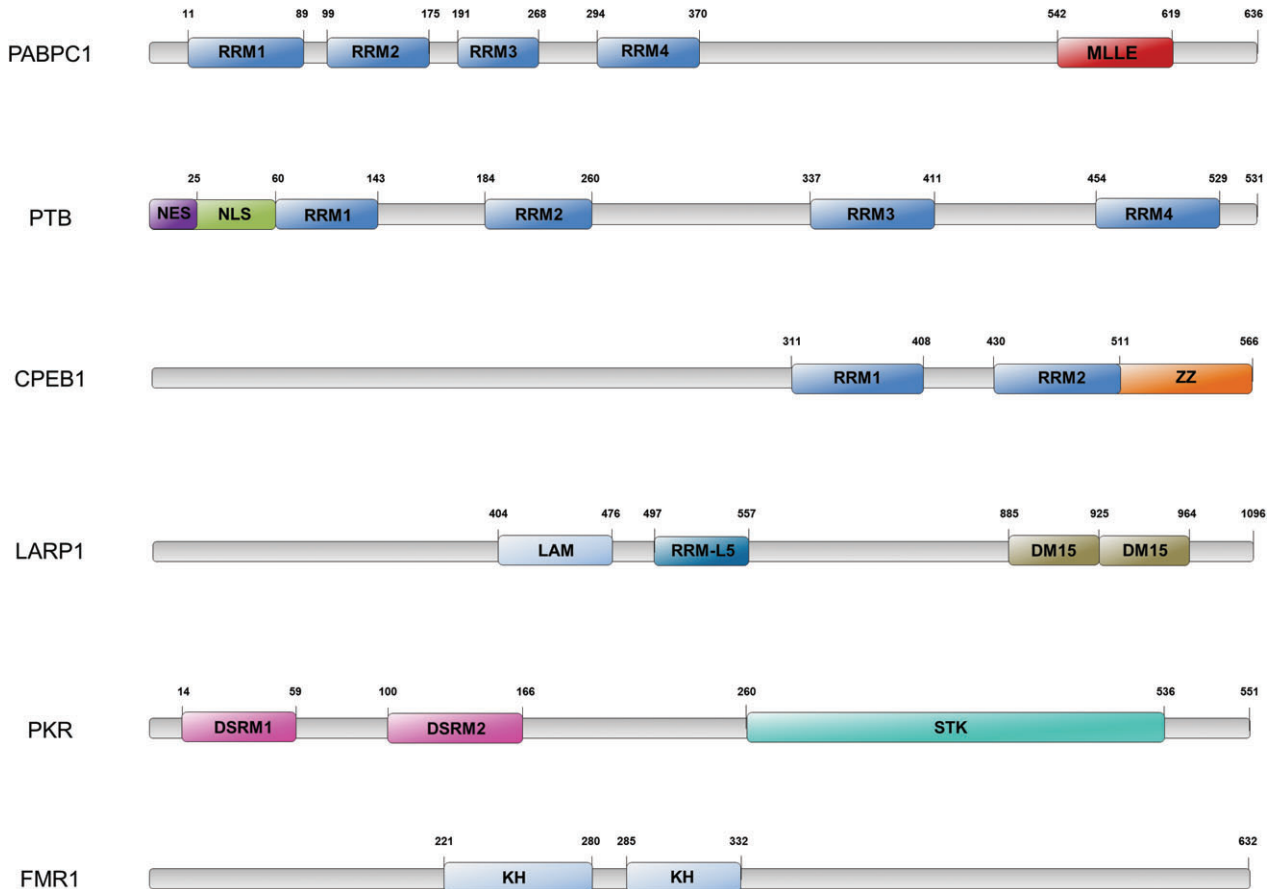 11 89 99 175 191 268 294 370 542 619 636
PABPC1 RRM1 RRM2 RRM3 RRM4 MLLE
25 60 143 184 260 337 411 454 529 531
PTB NES NLS RRM1 RRM2 RRM3 RRM4
311 408 430 511 566
CPEB1 RRM1 RRM2 ZZ
404 476 497 557 885 925 964 1096
LARP1 LAM RRM-L5 DM15 DM15
14 59 100 166 260 536 551
PKR DSRM1 DSRM2 STK
221 280 285 332 632
FMR1 KH KH